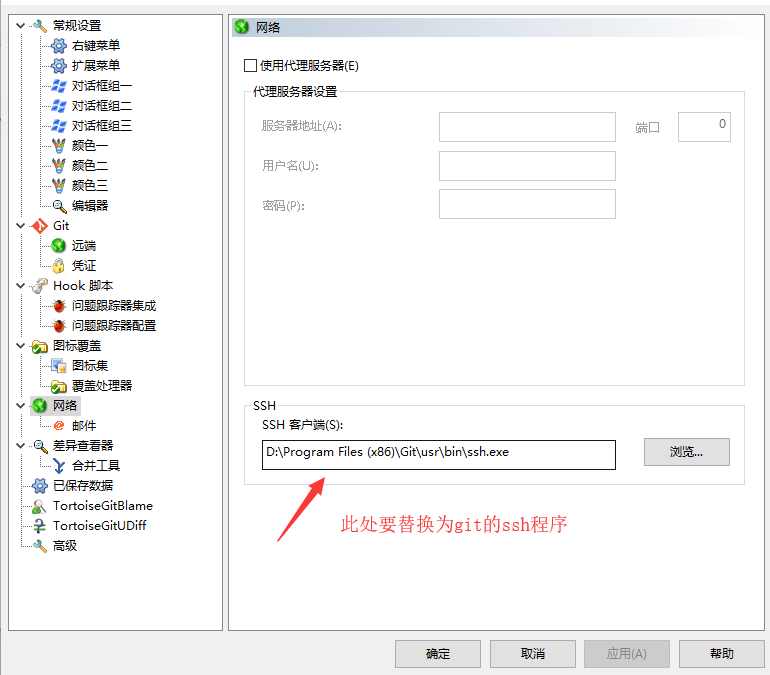 常规设置
右键菜单
扩展菜单
对话框组一
对话框组二
对话框组三
颜色一
颜色二
颜色三
编辑器
Git
远端
凭证
Hook 脚本
问题跟踪器集成
问题跟踪器配置
图标覆盖
图标集
覆盖处理器
网络
邮件
差异查看器
合并工具
已保存数据
TortoiseGitBlame
TortoiseGitUDiff
高级
网络
使用代理服务器(E)
代理服务器设置
服务器地址(A):
端口
0
用户名(U):
密码(P):
SSH
SSH 客户端(S):
D:\Program Files (x86)\Git\usr\bin\ssh.exe
浏览...
此处要替换为git的ssh程序
确定
取消
应用(A)
帮助